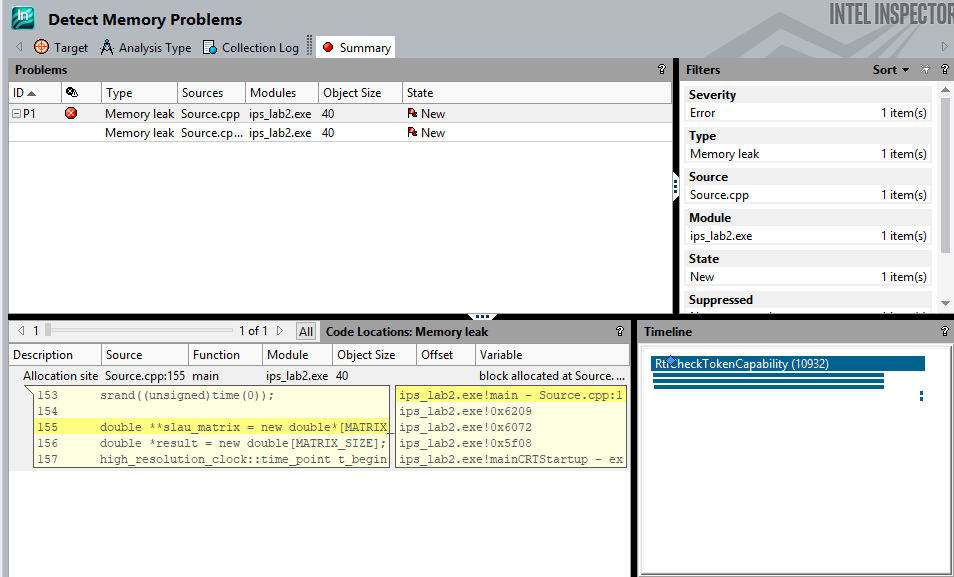 In
Detect Memory Problems
INTEL INSPECTOR
Target Analysis Type Collection Log Summary
Problems ?
ID Type Sources Modules Object Size State
P1 Memory leak Source.cpp ips_lab2.exe 40 New
Memory leak Source.cp... ips_lab2.exe 40 New
Filters Sort ?
Severity
Error 1 item(s)
Type
Memory leak 1 item(s)
Source
Source.cpp 1 item(s)
Module
ips_lab2.exe 1 item(s)
State
New 1 item(s)
Suppressed
1 1 of 1 All Code Locations: Memory leak ?
Description Source Function Module Object Size Offset Variable
Allocation site Source.cpp:155 main ips_lab2.exe 40 block allocated at Source. ...
153 srand((unsigned)time(0));
154
155 double **slau_matrix = new double*[MATRIX_
156 double *result = new double[MATRIX_SIZE];
157 high_resolution_clock::time_point t_begin
ips_lab2.exe!main - Source.cpp:1
ips_lab2.exe!0x6209
ips_lab2.exe!0x6072
ips_lab2.exe!0x5f08
ips_lab2.exe!mainCRTStartup - ex
Timeline ?
RtlCheckTokenCapability (10932)